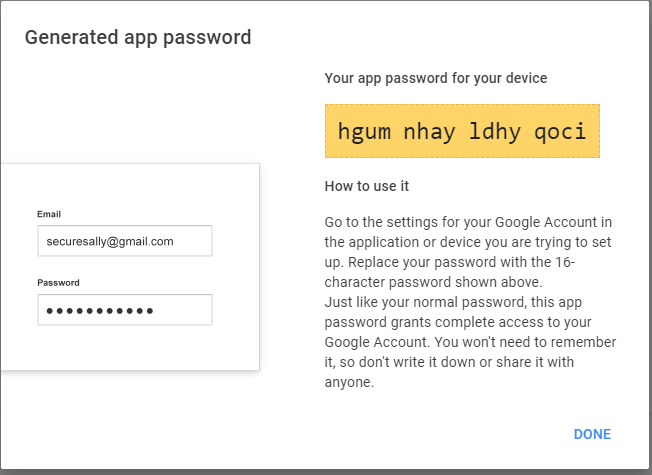 Generated app password
Your app password for your device
hgum nhay ldhy qoci
How to use it
Email
securesally@gmail.com
Password
●●●●●●●●●●●
Go to the settings for your Google Account in
the application or device you are trying to set
up. Replace your password with the 16-
character password shown above.
Just like your normal password, this app
password grants complete access to your
Google Account. You won't need to remember
it, so don't write it down or share it with
anyone.
DONE